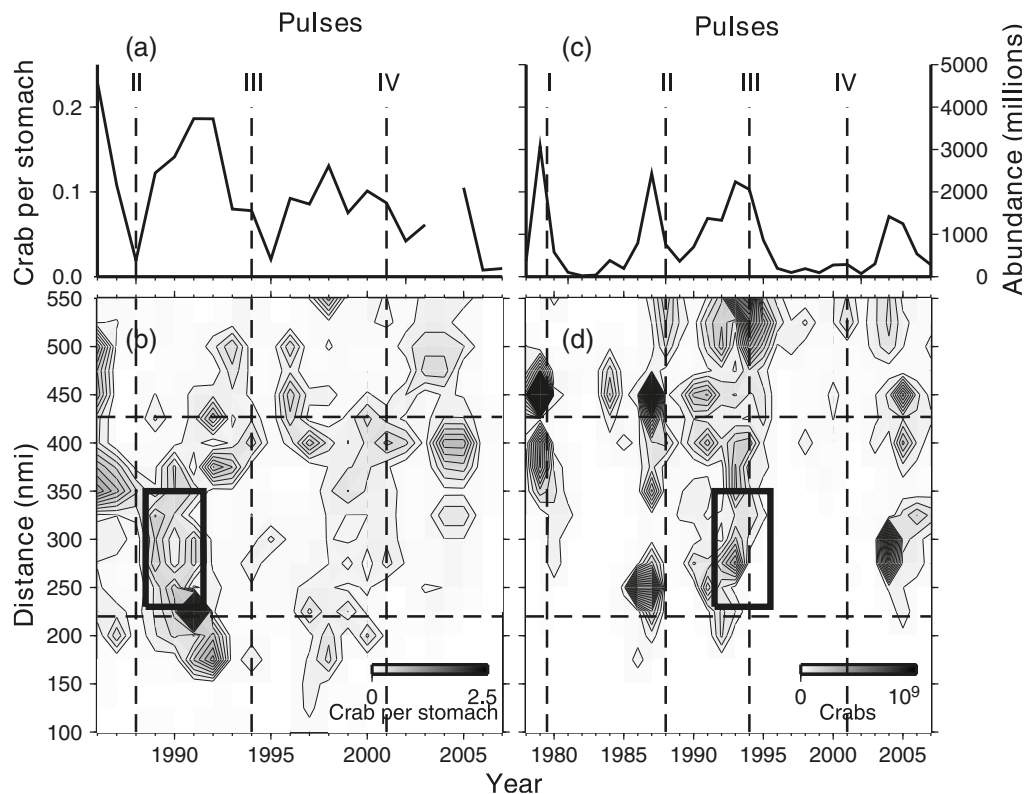 Pulses
Pulses
(a)
(c)
II
III
IV
I
II
III
IV
Crab per stomach
0.2
0.1
0.0
5000
4000
3000
2000
1000
0
Abundance (millions)
(b)
(d)
Distance (nmi)
550
500
450
400
350
300
250
200
150
100
0
2.5
Crab per stomach
0
10⁹
Crabs
1990
1995
2000
2005
1980
1985
1990
1995
2000
2005
Year